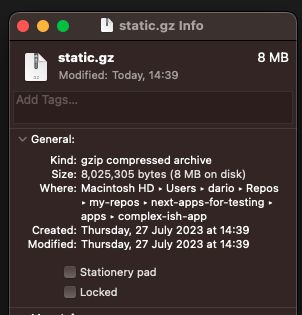 static.gz Info
static.gz 8 MB
Modified: Today, 14:39
Add Tags...
General:
Kind: gzip compressed archive
Size: 8,025,305 bytes (8 MB on disk)
Where: Macintosh HD ▸ Users ▸ dario ▸ Repos
▸ my-repos ▸ next-apps-for-testing ▸
apps ▸ complex-ish-app
Created: Thursday, 27 July 2023 at 14:39
Modified: Thursday, 27 July 2023 at 14:39
Stationery pad
Locked